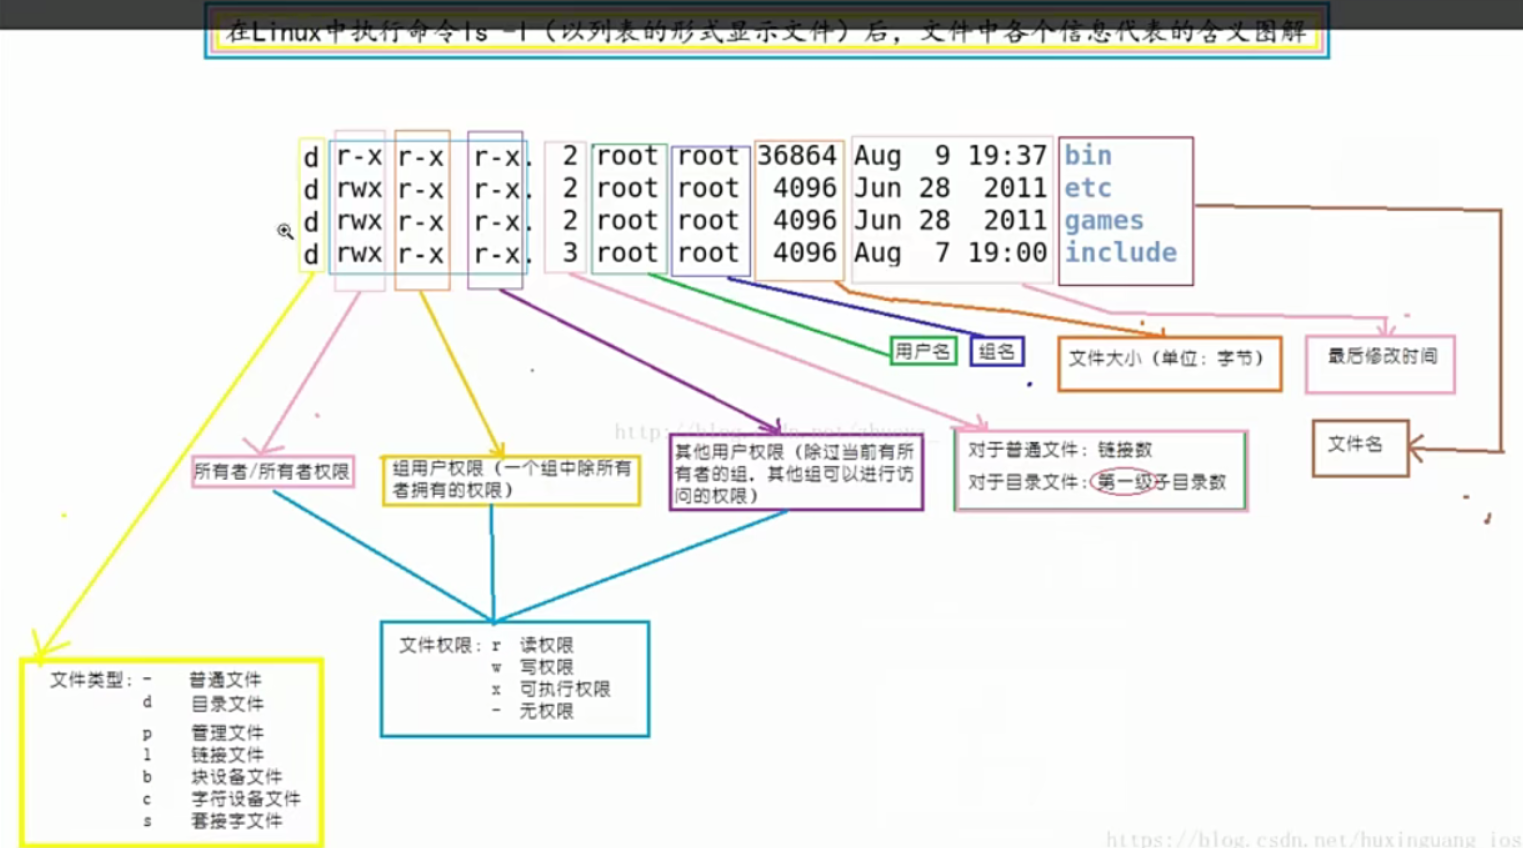 在Linux中执行命令ls -l（以列表的形式显示文件）后，文件中各个信息代表的含义图解
d r-x r-x r-x. 2 root root 36864 Aug 9 19:37 bin
d rwx r-x r-x. 2 root root 4096 Jun 28 2011 etc
d rwx r-x r-x. 2 root root 4096 Jun 28 2011 games
d rwx r-x r-x. 3 root root 4096 Aug 7 19:00 include
用户名
组名
文件大小（单位：字节）
最后修改时间
http://blog.csdn.net/
所有者/所有者权限
组用户权限（一个组中除所有
者拥有的权限）
其他用户权限（除过当前有所
有者的组，其他组可以进行访
问的权限）
对于普通文件：链接数
对于目录文件：第一级子目录数
文件名
文件权限：r 读权限
w 写权限
x 可执行权限
- 无权限
文件类型：- 普通文件
d 目录文件
p 管理文件
l 链接文件
b 块设备文件
c 字符设备文件
s 套接字文件
https://blog.csdn.net/huxinguang_ios